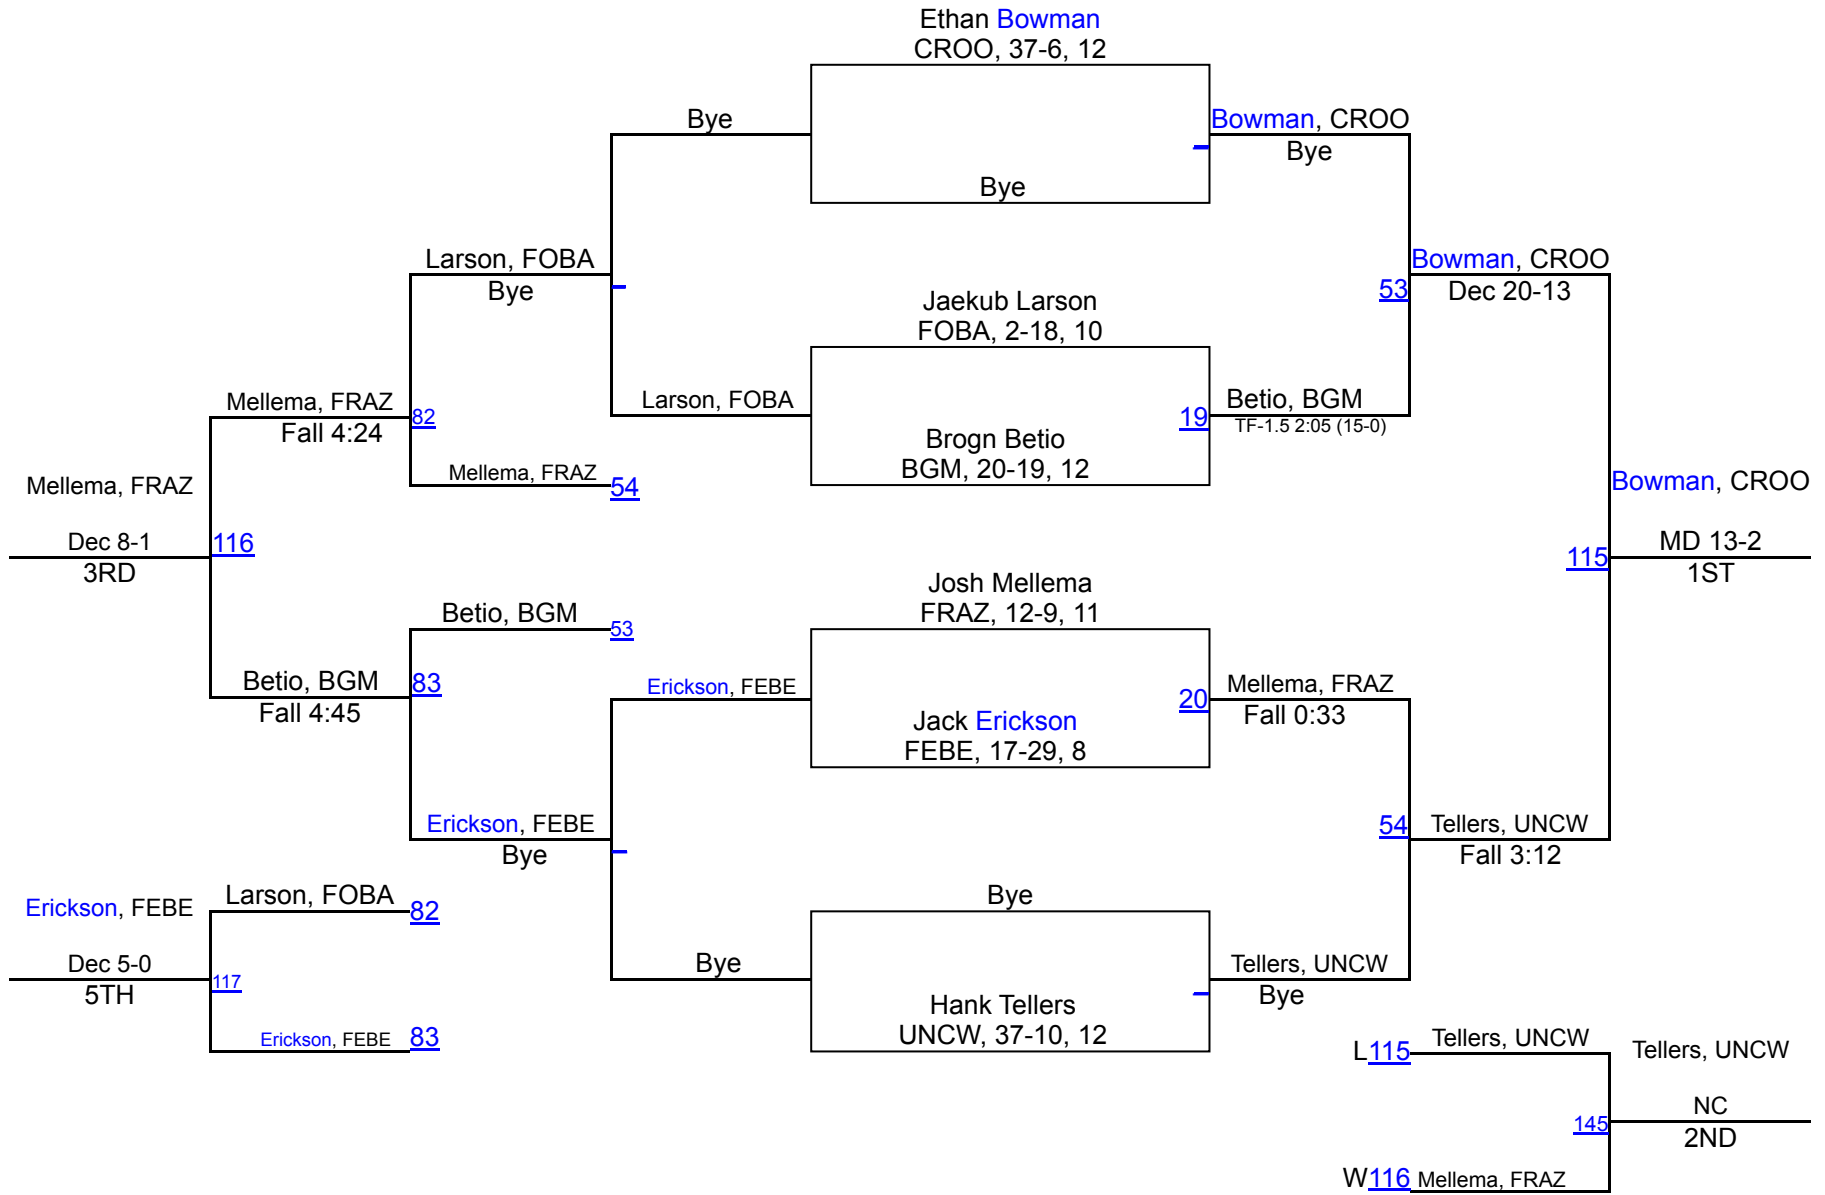 Ethan Bowman
CROO, 37-6, 12
Bye
Bowman, CROO
Bye
Bye
Larson, FOBA
Bye
Bowman, CROO
53
Dec 20-13
Jaekub Larson
FOBA, 2-18, 10
Mellema, FRAZ
82
Fall 4:24
Larson, FOBA
19
Betio, BGM
TF-1.5 2:05 (15-0)
Brogn Betio
BGM, 20-19, 12
Mellema, FRAZ
Mellema, FRAZ
54
Bowman, CROO
Dec 8-1
116
3RD
115
MD 13-2
1ST
Josh Mellema
FRAZ, 12-9, 11
Betio, BGM
53
Betio, BGM
83
Fall 4:45
Erickson, FEBE
20
Mellema, FRAZ
Fall 0:33
Jack Erickson
FEBE, 17-29, 8
Erickson, FEBE
Bye
54
Tellers, UNCW
Fall 3:12
Erickson, FEBE
Larson, FOBA
82
Bye
Dec 5-0
117
5TH
Bye
Tellers, UNCW
Bye
Hank Tellers
UNCW, 37-10, 12
Erickson, FEBE
83
L115
Tellers, UNCW
Tellers, UNCW
145
NC
2ND
W116
Mellema, FRAZ